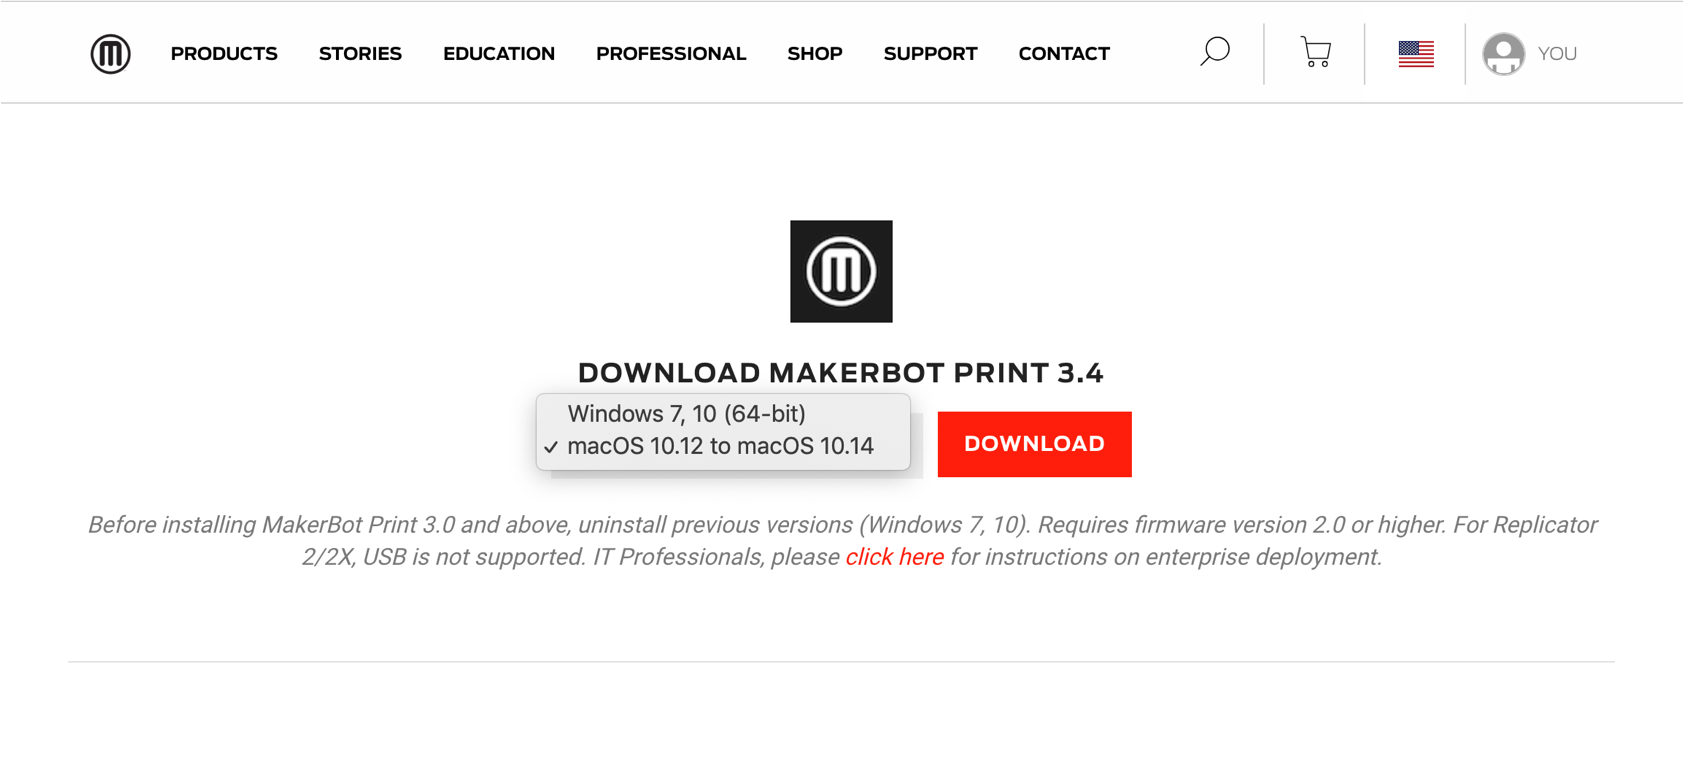 PRODUCTS STORIES EDUCATION PROFESSIONAL SHOP SUPPORT CONTACT YOU
DOWNLOAD MAKERBOT PRINT 3.4
Windows 7, 10 (64-bit)
✓ macOS 10.12 to macOS 10.14
DOWNLOAD
Before installing MakerBot Print 3.0 and above, uninstall previous versions (Windows 7, 10). Requires firmware version 2.0 or higher. For Replicator
2/2X, USB is not supported. IT Professionals, please click here for instructions on enterprise deployment.